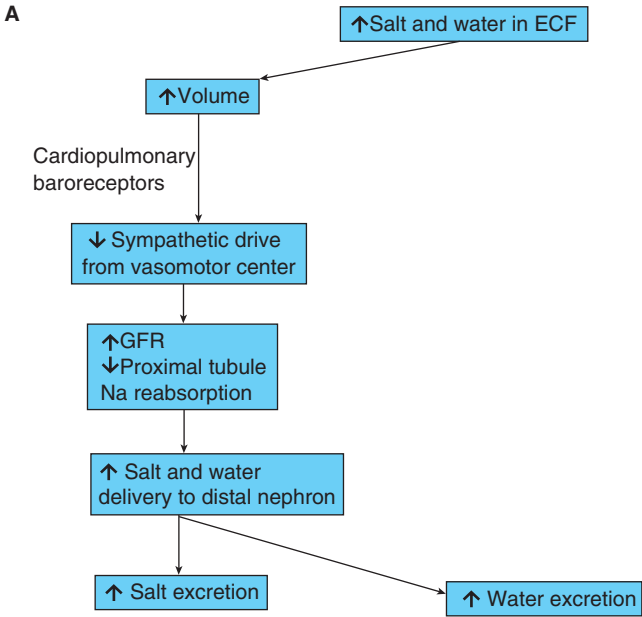 A
↑Salt and water in ECF
↑Volume
Cardiopulmonary
baroreceptors
↓ Sympathetic drive
from vasomotor center
↑GFR
↓Proximal tubule
Na reabsorption
↑ Salt and water
delivery to distal nephron
↑ Salt excretion
↑ Water excretion